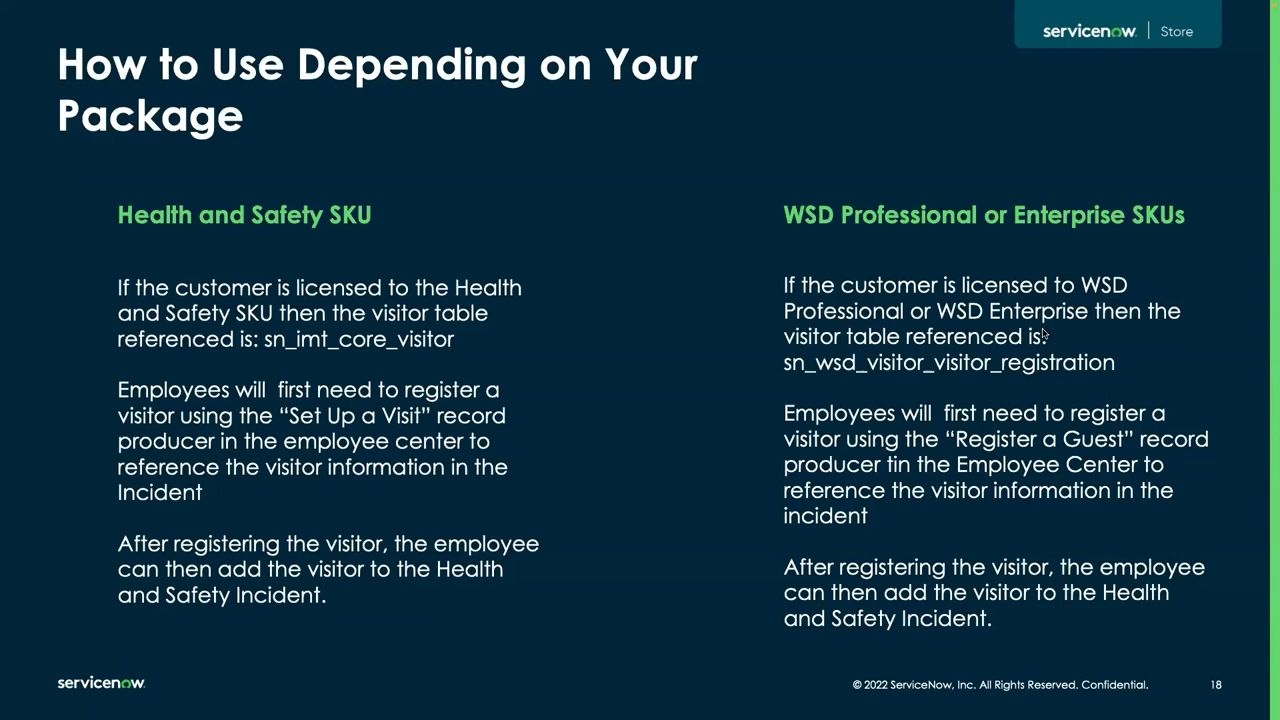 servicenow | Store
How to Use Depending on Your
Package
Health and Safety SKU
If the customer is licensed to the Health
and Safety SKU then the visitor table
referenced is: sn_imt_core_visitor
Employees will  first need to register a
visitor using the “Set Up a Visit” record
producer in the employee center to
reference the visitor information in the
Incident
After registering the visitor, the employee
can then add the visitor to the Health
and Safety Incident.
WSD Professional or Enterprise SKUs
If the customer is licensed to WSD
Professional or WSD Enterprise then the
visitor table referenced is:
sn_wsd_visitor_visitor_registration
Employees will  first need to register a
visitor using the “Register a Guest” record
producer tin the Employee Center to
reference the visitor information in the
incident
After registering the visitor, the employee
can then add the visitor to the Health
and Safety Incident.
servicenow.
© 2022 ServiceNow, Inc. All Rights Reserved. Confidential.
18